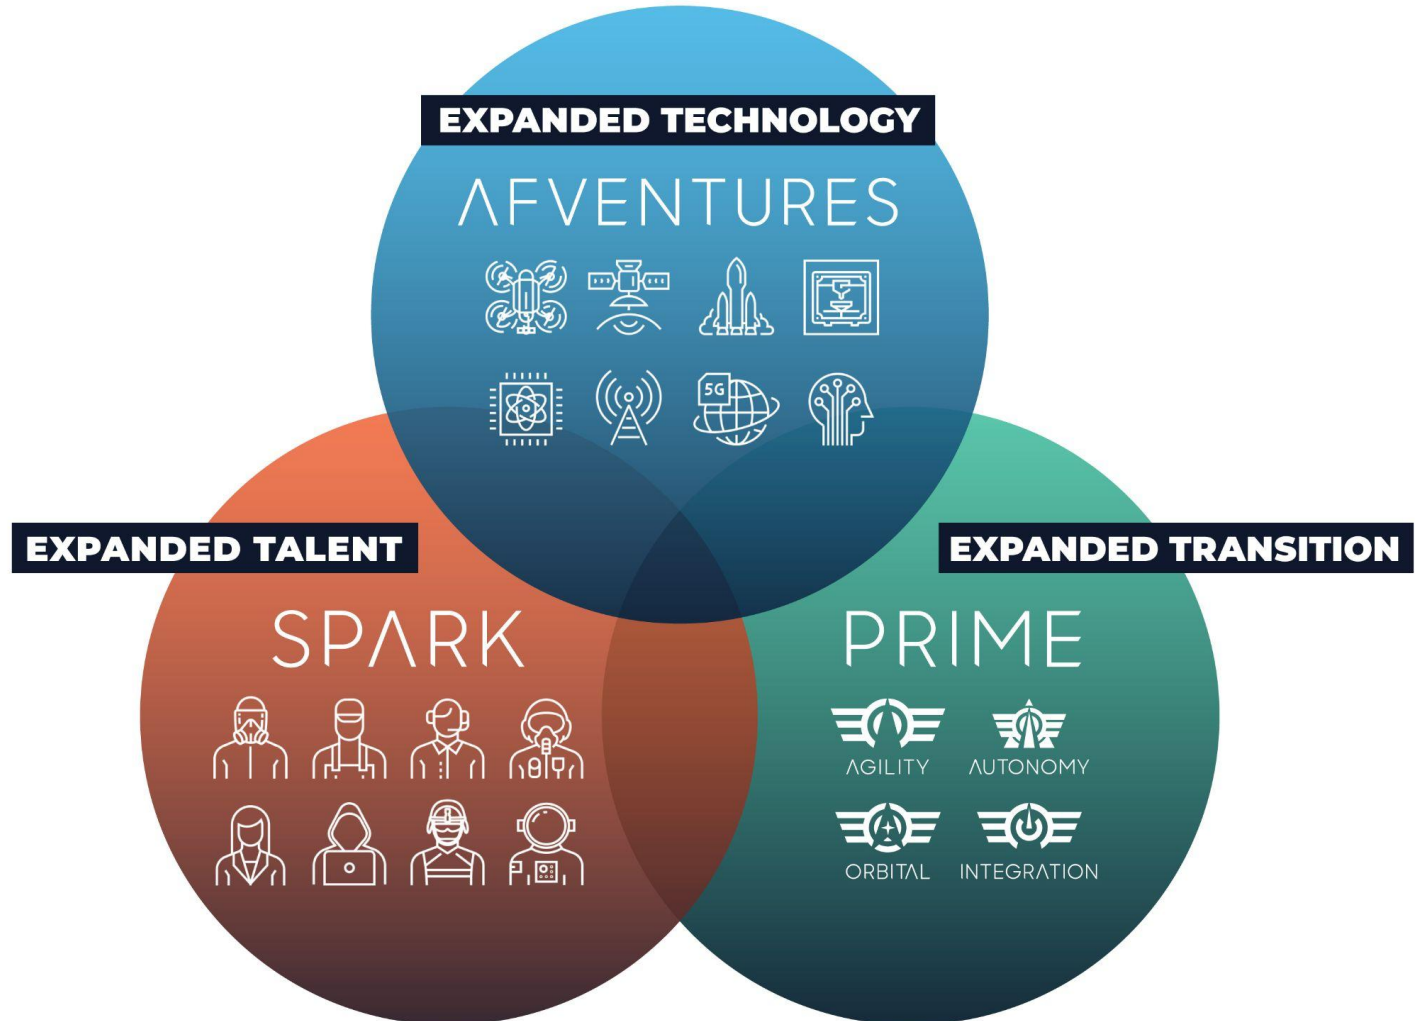 EXPANDED TECHNOLOGY
AFVENTURES
5G
EXPANDED TALENT
SPARK
EXPANDED TRANSITION
PRIME
AGILITY
AUTONOMY
ORBITAL
INTEGRATION